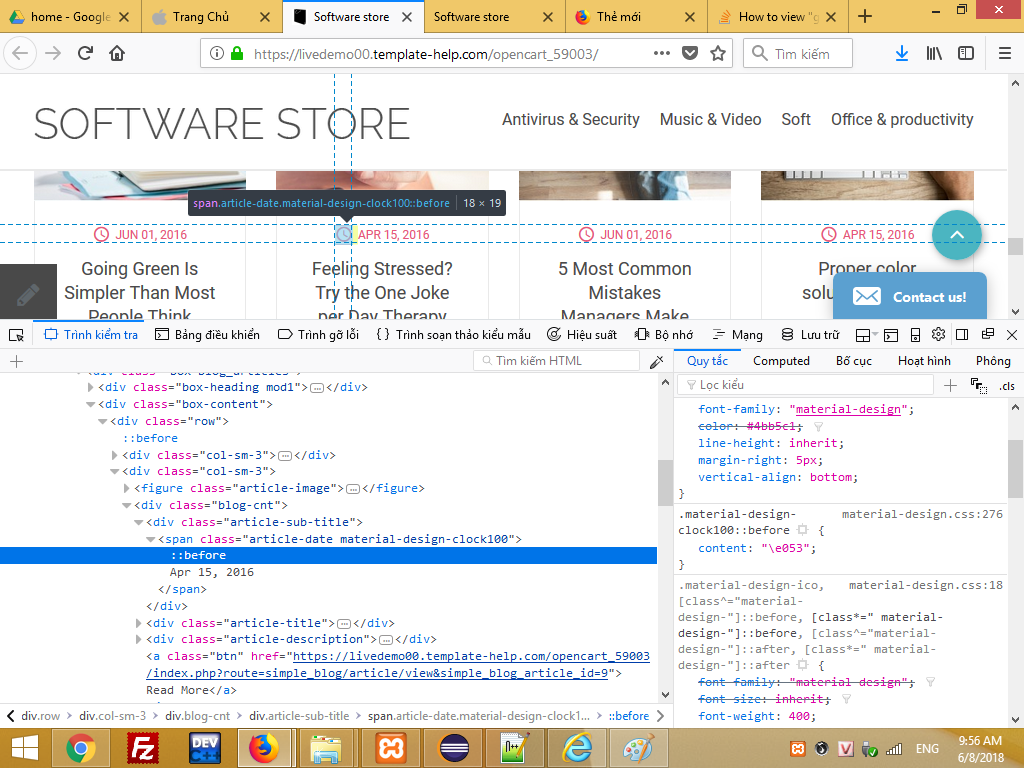 home - Google
Trang Chủ
Software store
Software store
Thẻ mới
How to view "g
https://livedemo00.template-help.com/opencart_59003/
Tìm kiếm
SOFTWARE STORE
Antivirus & Security
Music & Video
Soft
Office & productivity
span.article-date.material-design-clock100::before
18 × 19
JUN 01, 2016
APR 15, 2016
JUN 01, 2016
APR 15, 2016
Going Green Is
Simpler Than Most
People Think
Feeling Stressed?
Try the One Joke
per Day Therapy
5 Most Common
Mistakes
Managers Make
Proper color
solu
Contact us!
Trình kiểm tra
Bảng điều khiển
Trình gỡ lỗi
Trình soạn thảo kiểu mẫu
Hiệu suất
Bộ nhớ
Mạng
Lưu trữ
Tìm kiếm HTML
Quy tắc
Computed
Bố cục
Hoạt hình
Phông
Lọc kiểu
.cls
<div class="box-heading mod1"></div>
<div class="box-content">
<div class="row">
::before
<div class="col-sm-3"></div>
<div class="col-sm-3">
<figure class="article-image"></figure>
<div class="blog-cnt">
<div class="article-sub-title">
<span class="article-date material-design-clock100">
::before
Apr 15, 2016
</span>
</div>
<div class="article-title"></div>
<div class="article-description"></div>
<a class="btn" href="https://livedemo00.template-help.com/opencart_59003
/index.php?route=simple_blog/article/view&simple_blog_article_id=9">
Read More</a>
font-family: "material-design";
color: #4bb5c1;
line-height: inherit;
margin-right: 5px;
vertical-align: bottom;
}
.material-design-
clock100::before {
material-design.css:276
content: "\e053";
}
.material-design-ico,
material-design.css:18
[class^="material-
design-"]::before, [class*=" material-
design-"]::before, [class^="material-
design-"]::after, [class*=" material-
design-"]::after {
font-family: "material-design";
font-size: inherit;
font-weight: 400;
div.row
div.col-sm-3
div.blog-cnt
div.article-sub-title
span.article-date.material-design-clock1...
::before
ENG
9:56 AM
6/8/2018